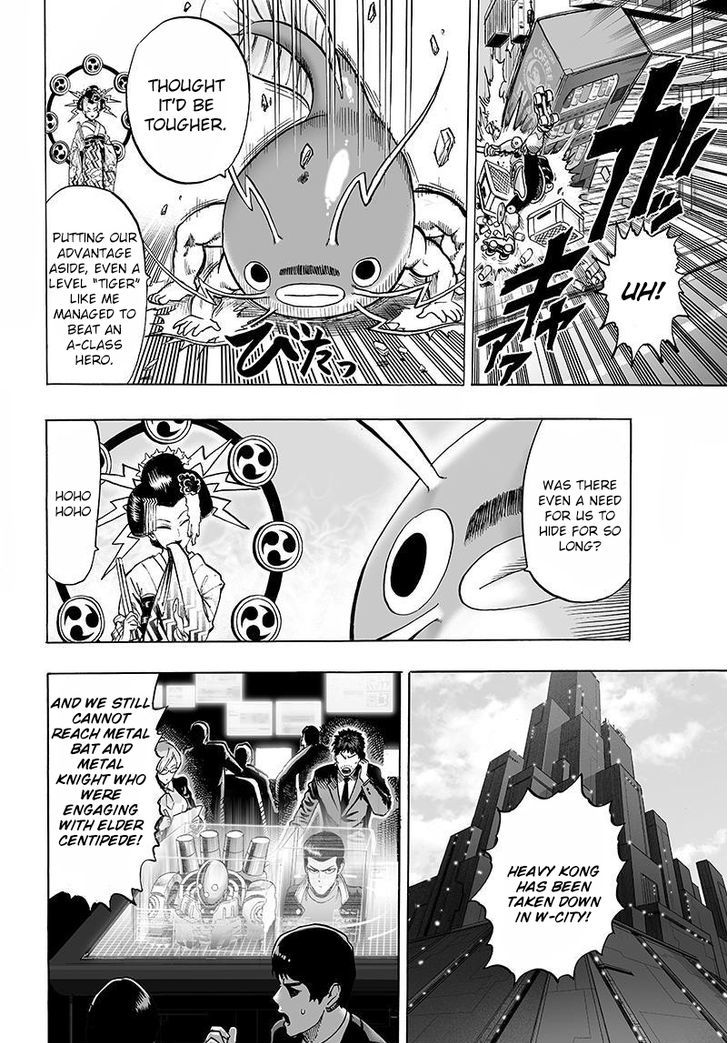 COFFEE
ガッ
UH!
ギャアァ
THOUGHT
IT'D BE
TOUGHER.
PUTTING OUR
ADVANTAGE
ASIDE, EVEN A
LEVEL "TIGER"
LIKE ME
MANAGED TO
BEAT AN
A-CLASS
HERO.
びたっ
WAS THERE
EVEN A NEED
FOR US TO
HIDE FOR SO
LONG?
HOHO
HOHO
HEAVY KONG
HAS BEEN
TAKEN DOWN
IN W-CITY!
AND WE STILL
CANNOT
REACH METAL
BAT AND
METAL
KNIGHT WHO
WERE
ENGAGING
WITH ELDER
CENTIPEDE!